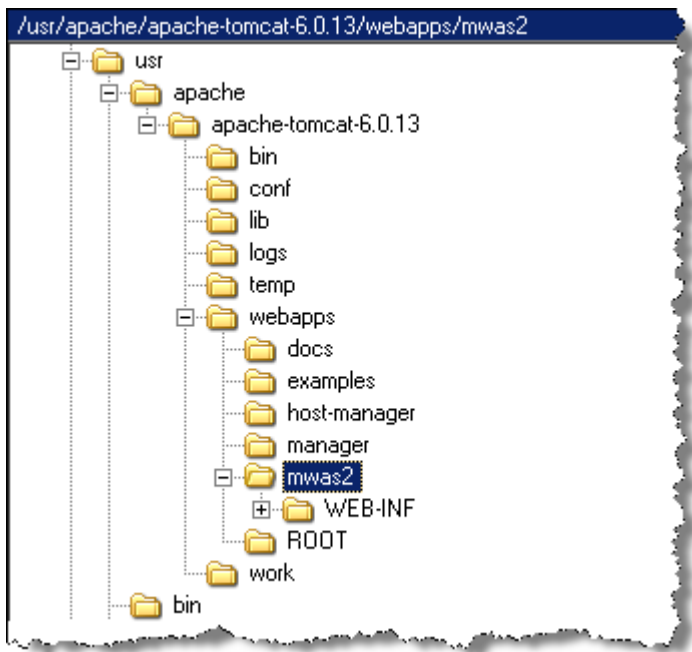 /usr/apache/apache-tomcat-6.0.13/webapps/mwas2
usr
apache
apache-tomcat-6.0.13
bin
conf
lib
logs
temp
webapps
docs
examples
host-manager
manager
mwas2
WEB-INF
ROOT
work
bin